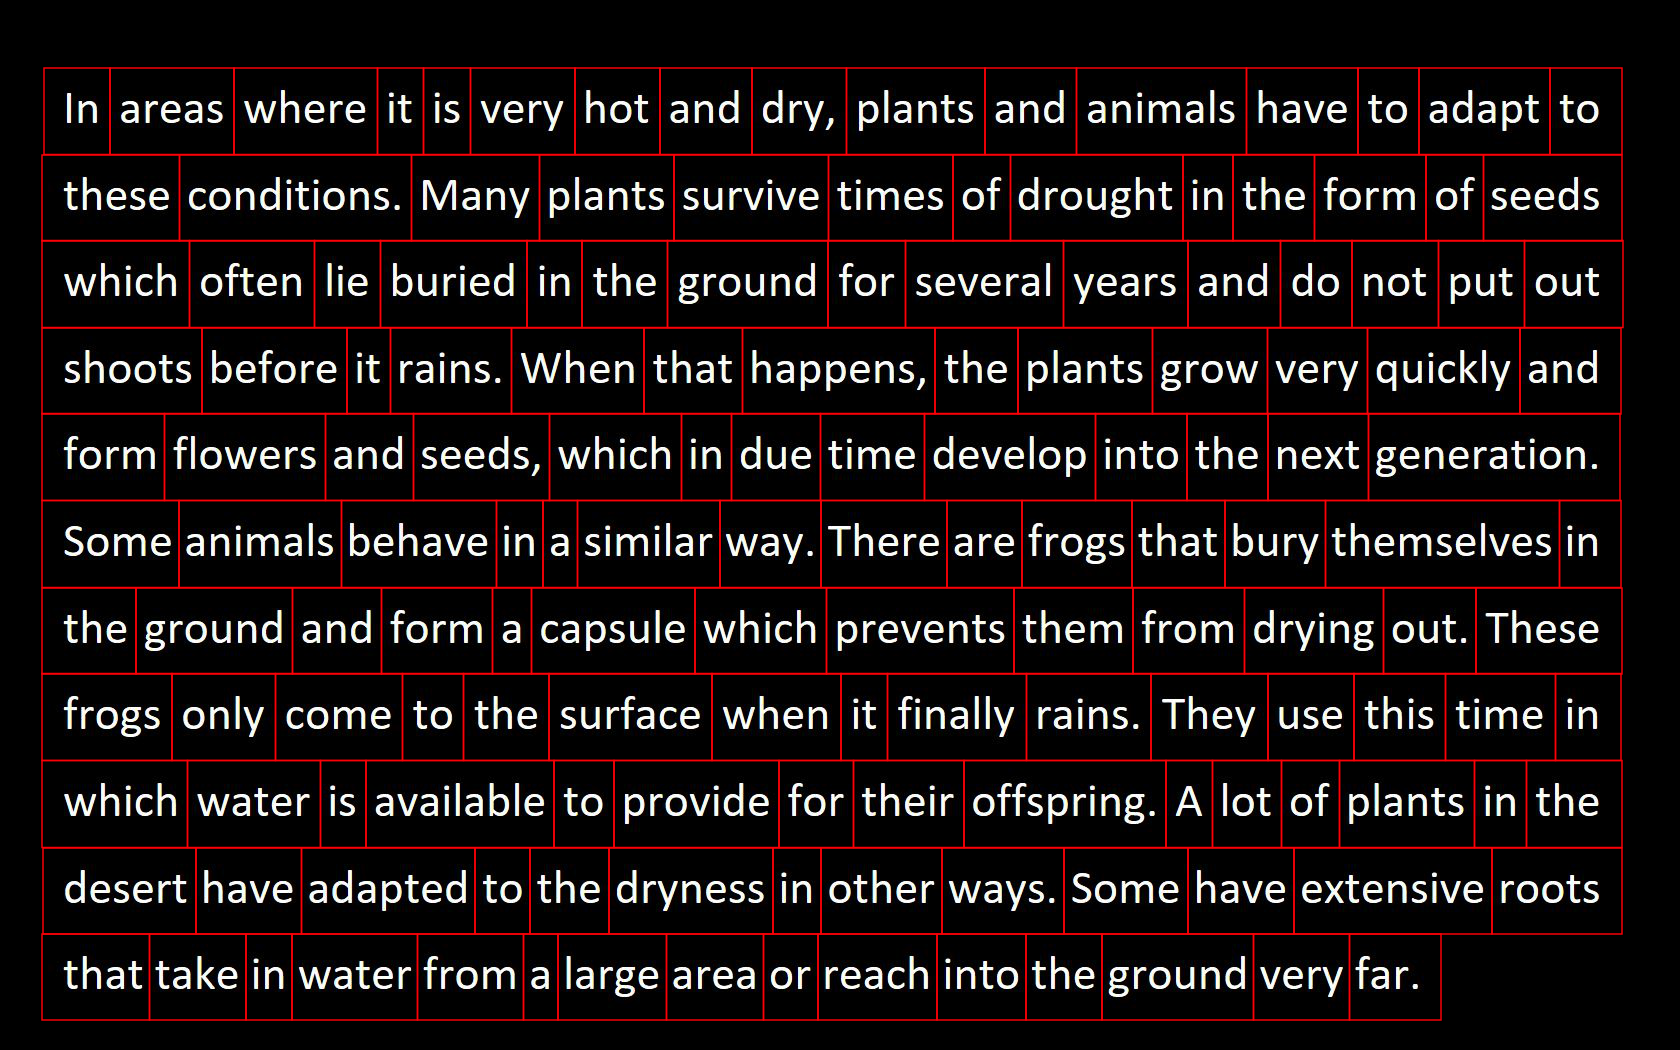 In areas where it is very hot and dry, plants and animals have to adapt to
these conditions. Many plants survive times of drought in the form of seeds
which often lie buried in the ground for several years and do not put out
shoots before it rains. When that happens, the plants grow very quickly and
form flowers and seeds, which in due time develop into the next generation.
Some animals behave in a similar way. There are frogs that bury themselves in
the ground and form a capsule which prevents them from drying out. These
frogs only come to the surface when it finally rains. They use this time in
which water is available to provide for their offspring. A lot of plants in the
desert have adapted to the dryness in other ways. Some have extensive roots
that take in water from a large area or reach into the ground very far.